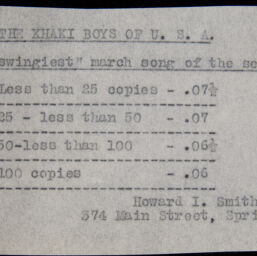 THE KHAKI BOYS OF U. S. A.
swingiest" march song of the se
Less than 25 copies - .07½
25 - less than 50 - .07
50-less than 100 - .06½
100 copies - .06
Howard I. Smith
374 Main Street, Spri